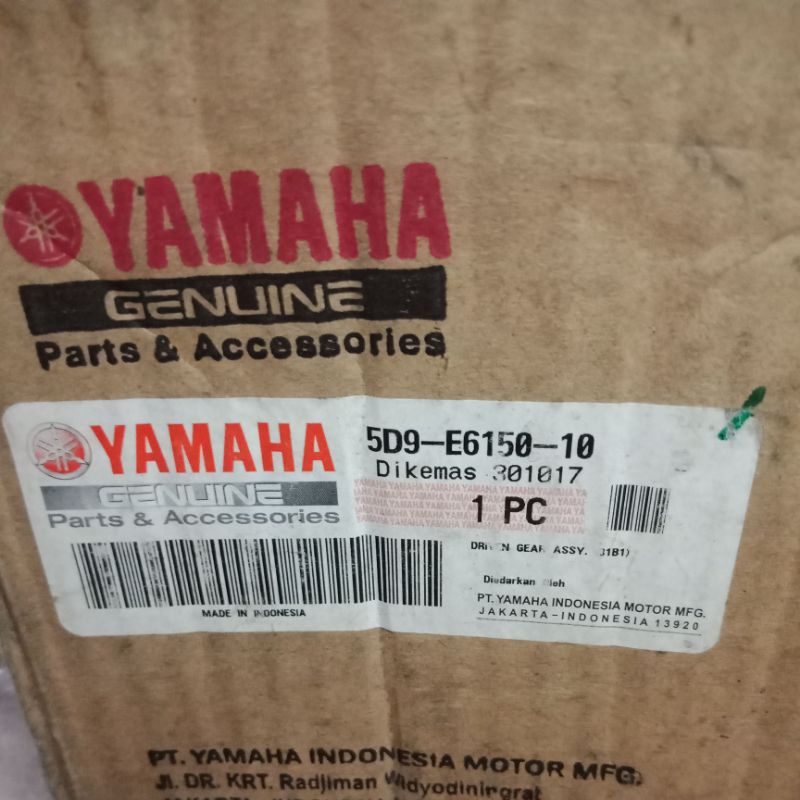 YAMAHA
GENUINE
Parts & Accessories
YAMAHA
GENUINE
Parts & Accessories
5D9-E6150-10
Dikemas 301017
1 PC
GEAR ASSY.
MADE IN INDONESIA
Diedarkan
PT. YAMAHA INDONESIA MOTOR MFG.
JAKARTA-INDONESIA 13920
PT. YAMAHA INDONESIA MOTOR MFG.
Jl. DR. KRT. Radjiman Widyodiningrat